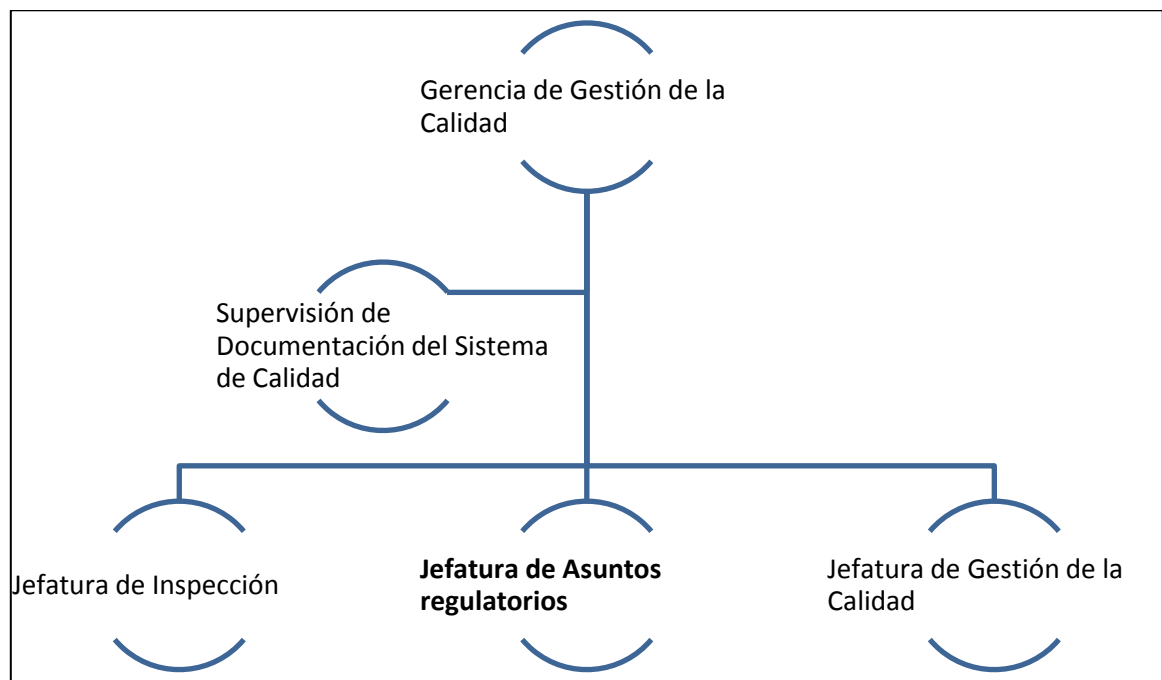 Gerencia de Gestión de la
Calidad
Supervisión de
Documentación del Sistema
de Calidad
Jefatura de Inspección
Jefatura de Asuntos
regulatorios
Jefatura de Gestión de la
Calidad